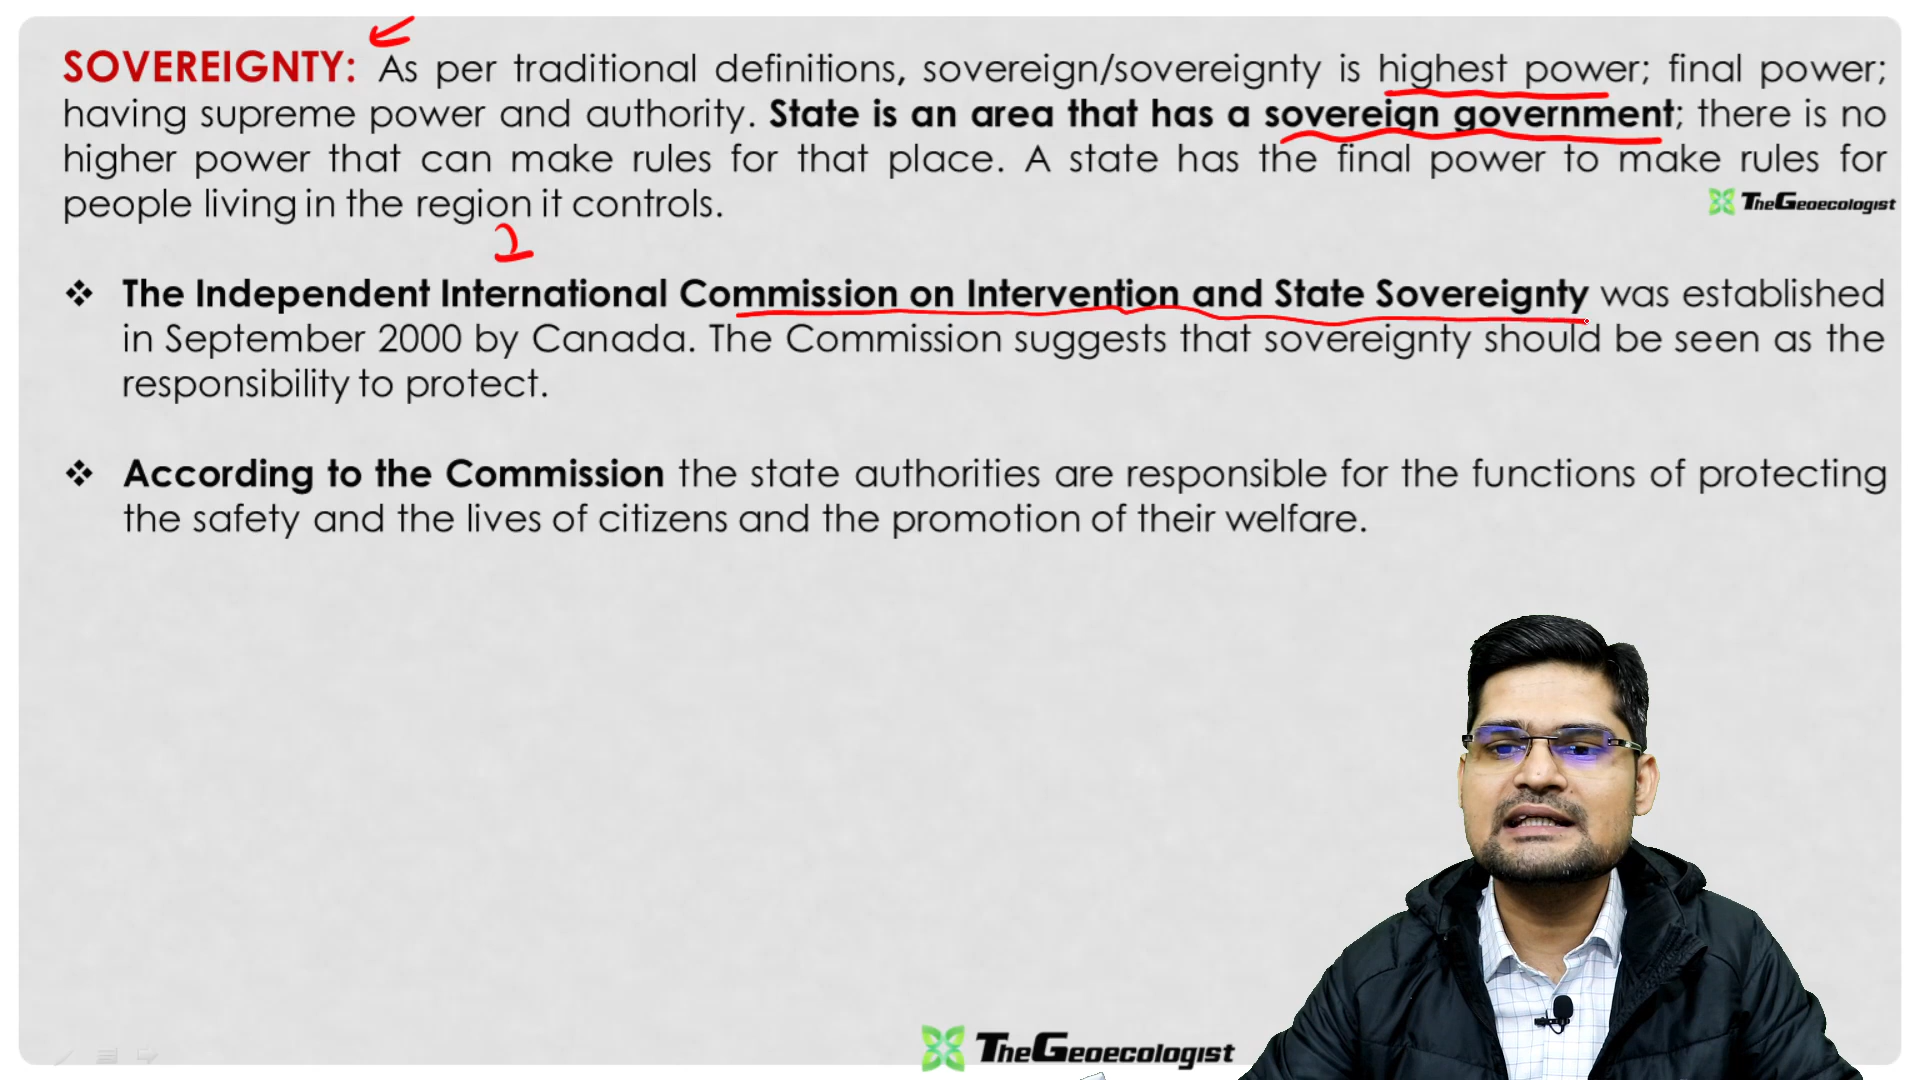 SOVEREIGNTY: As per traditional definitions, sovereign/sovereignty is highest power; final power;
having supreme power and authority. State is an area that has a sovereign government; there is no
higher power that can make rules for that place. A state has the final power to make rules for
people living in the region it controls.
TheGeoecologist
2
❖ The Independent International Commission on Intervention and State Sovereignty was established
in September 2000 by Canada. The Commission suggests that sovereignty should be seen as the
responsibility to protect.
❖ According to the Commission the state authorities are responsible for the functions of protecting
the safety and the lives of citizens and the promotion of their welfare.
TheGeoecologist